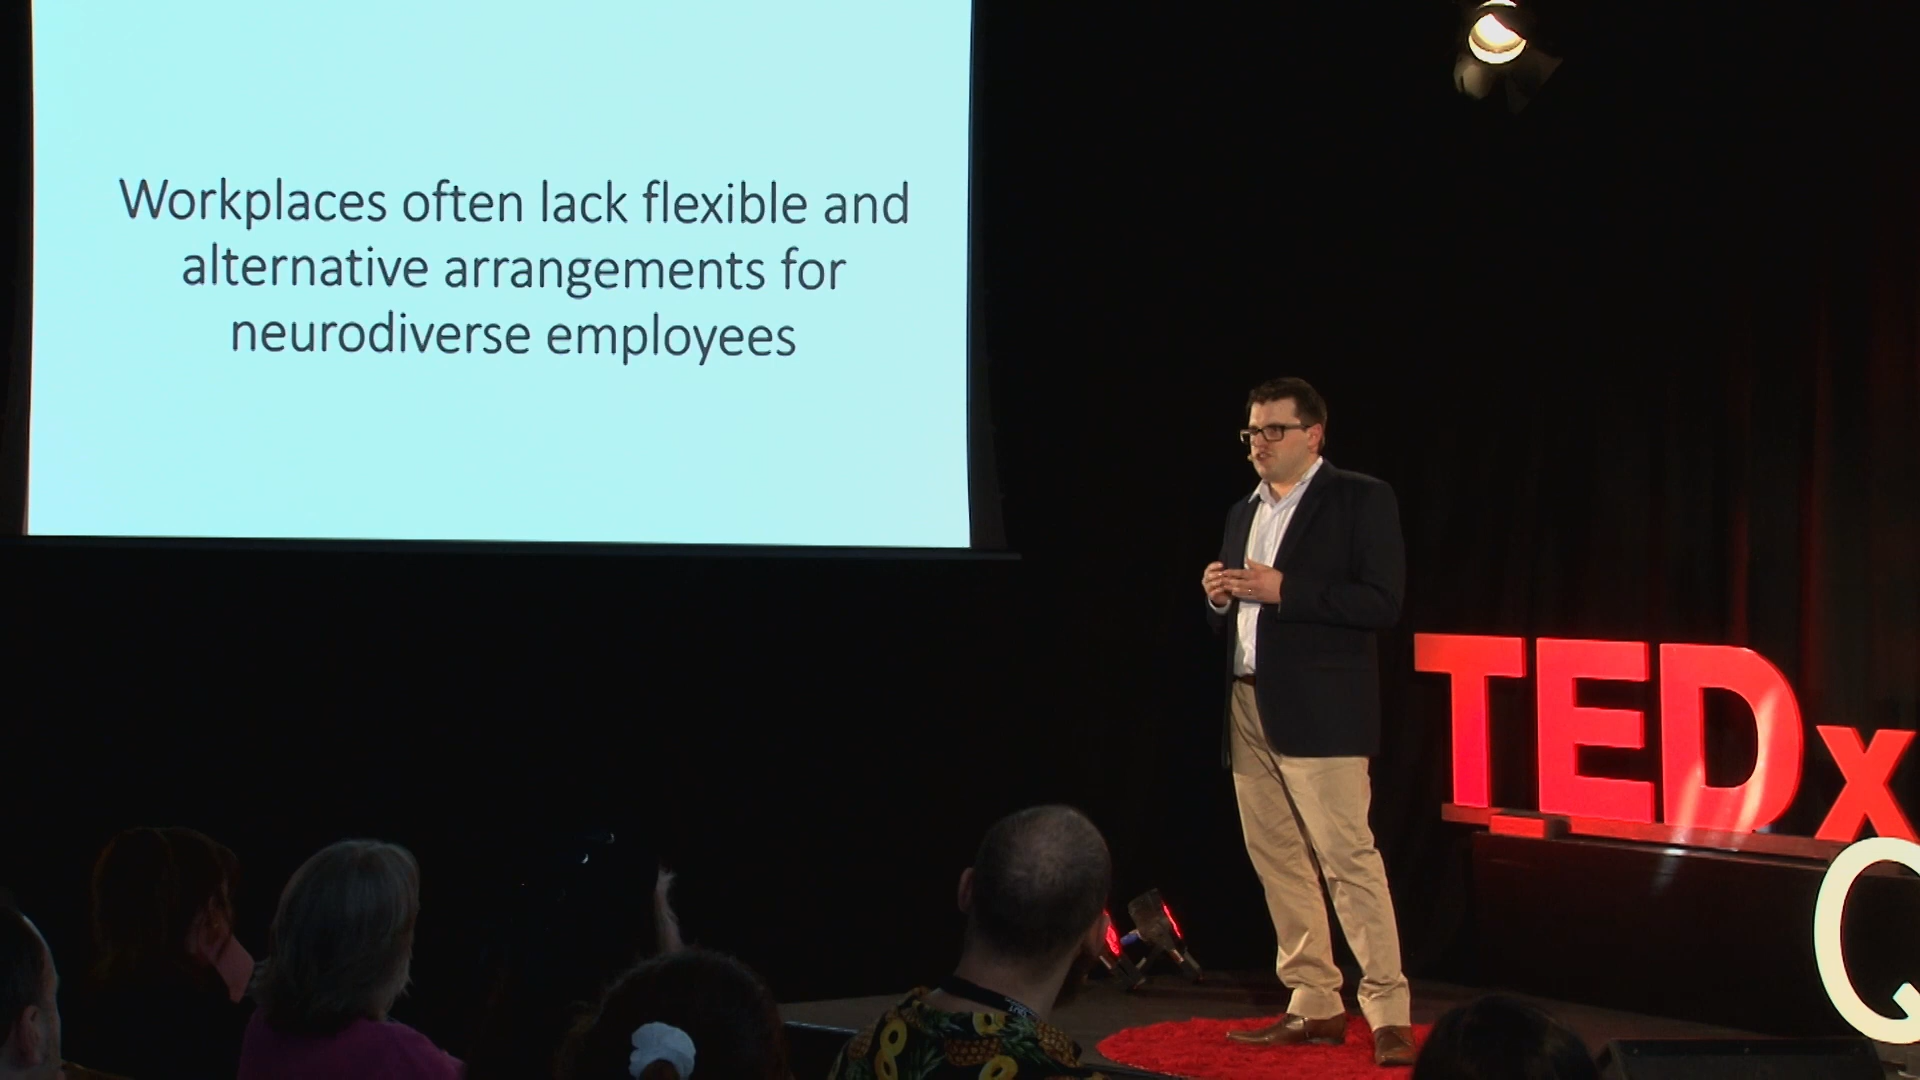 Workplaces often lack flexible and
alternative arrangements for
neurodiverse employees
TEDx
Q